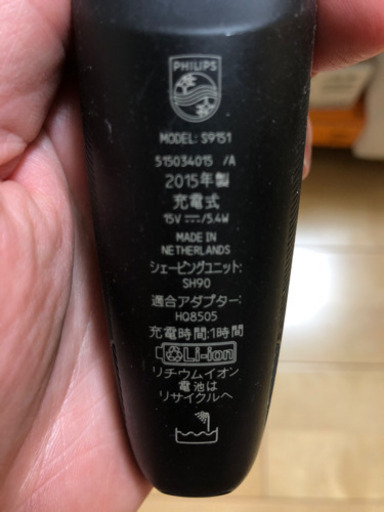 PHILIPS
MODEL: S9151
515034015 /A
2015年製
充電式
15V⎓/5.4W
MADE IN
NETHERLANDS
シェービングユニット:
SH90
適合アダプター:
HQ8505
充電時間:1時間
Li-ion
リチウムイオン
電池は
リサイクルへ